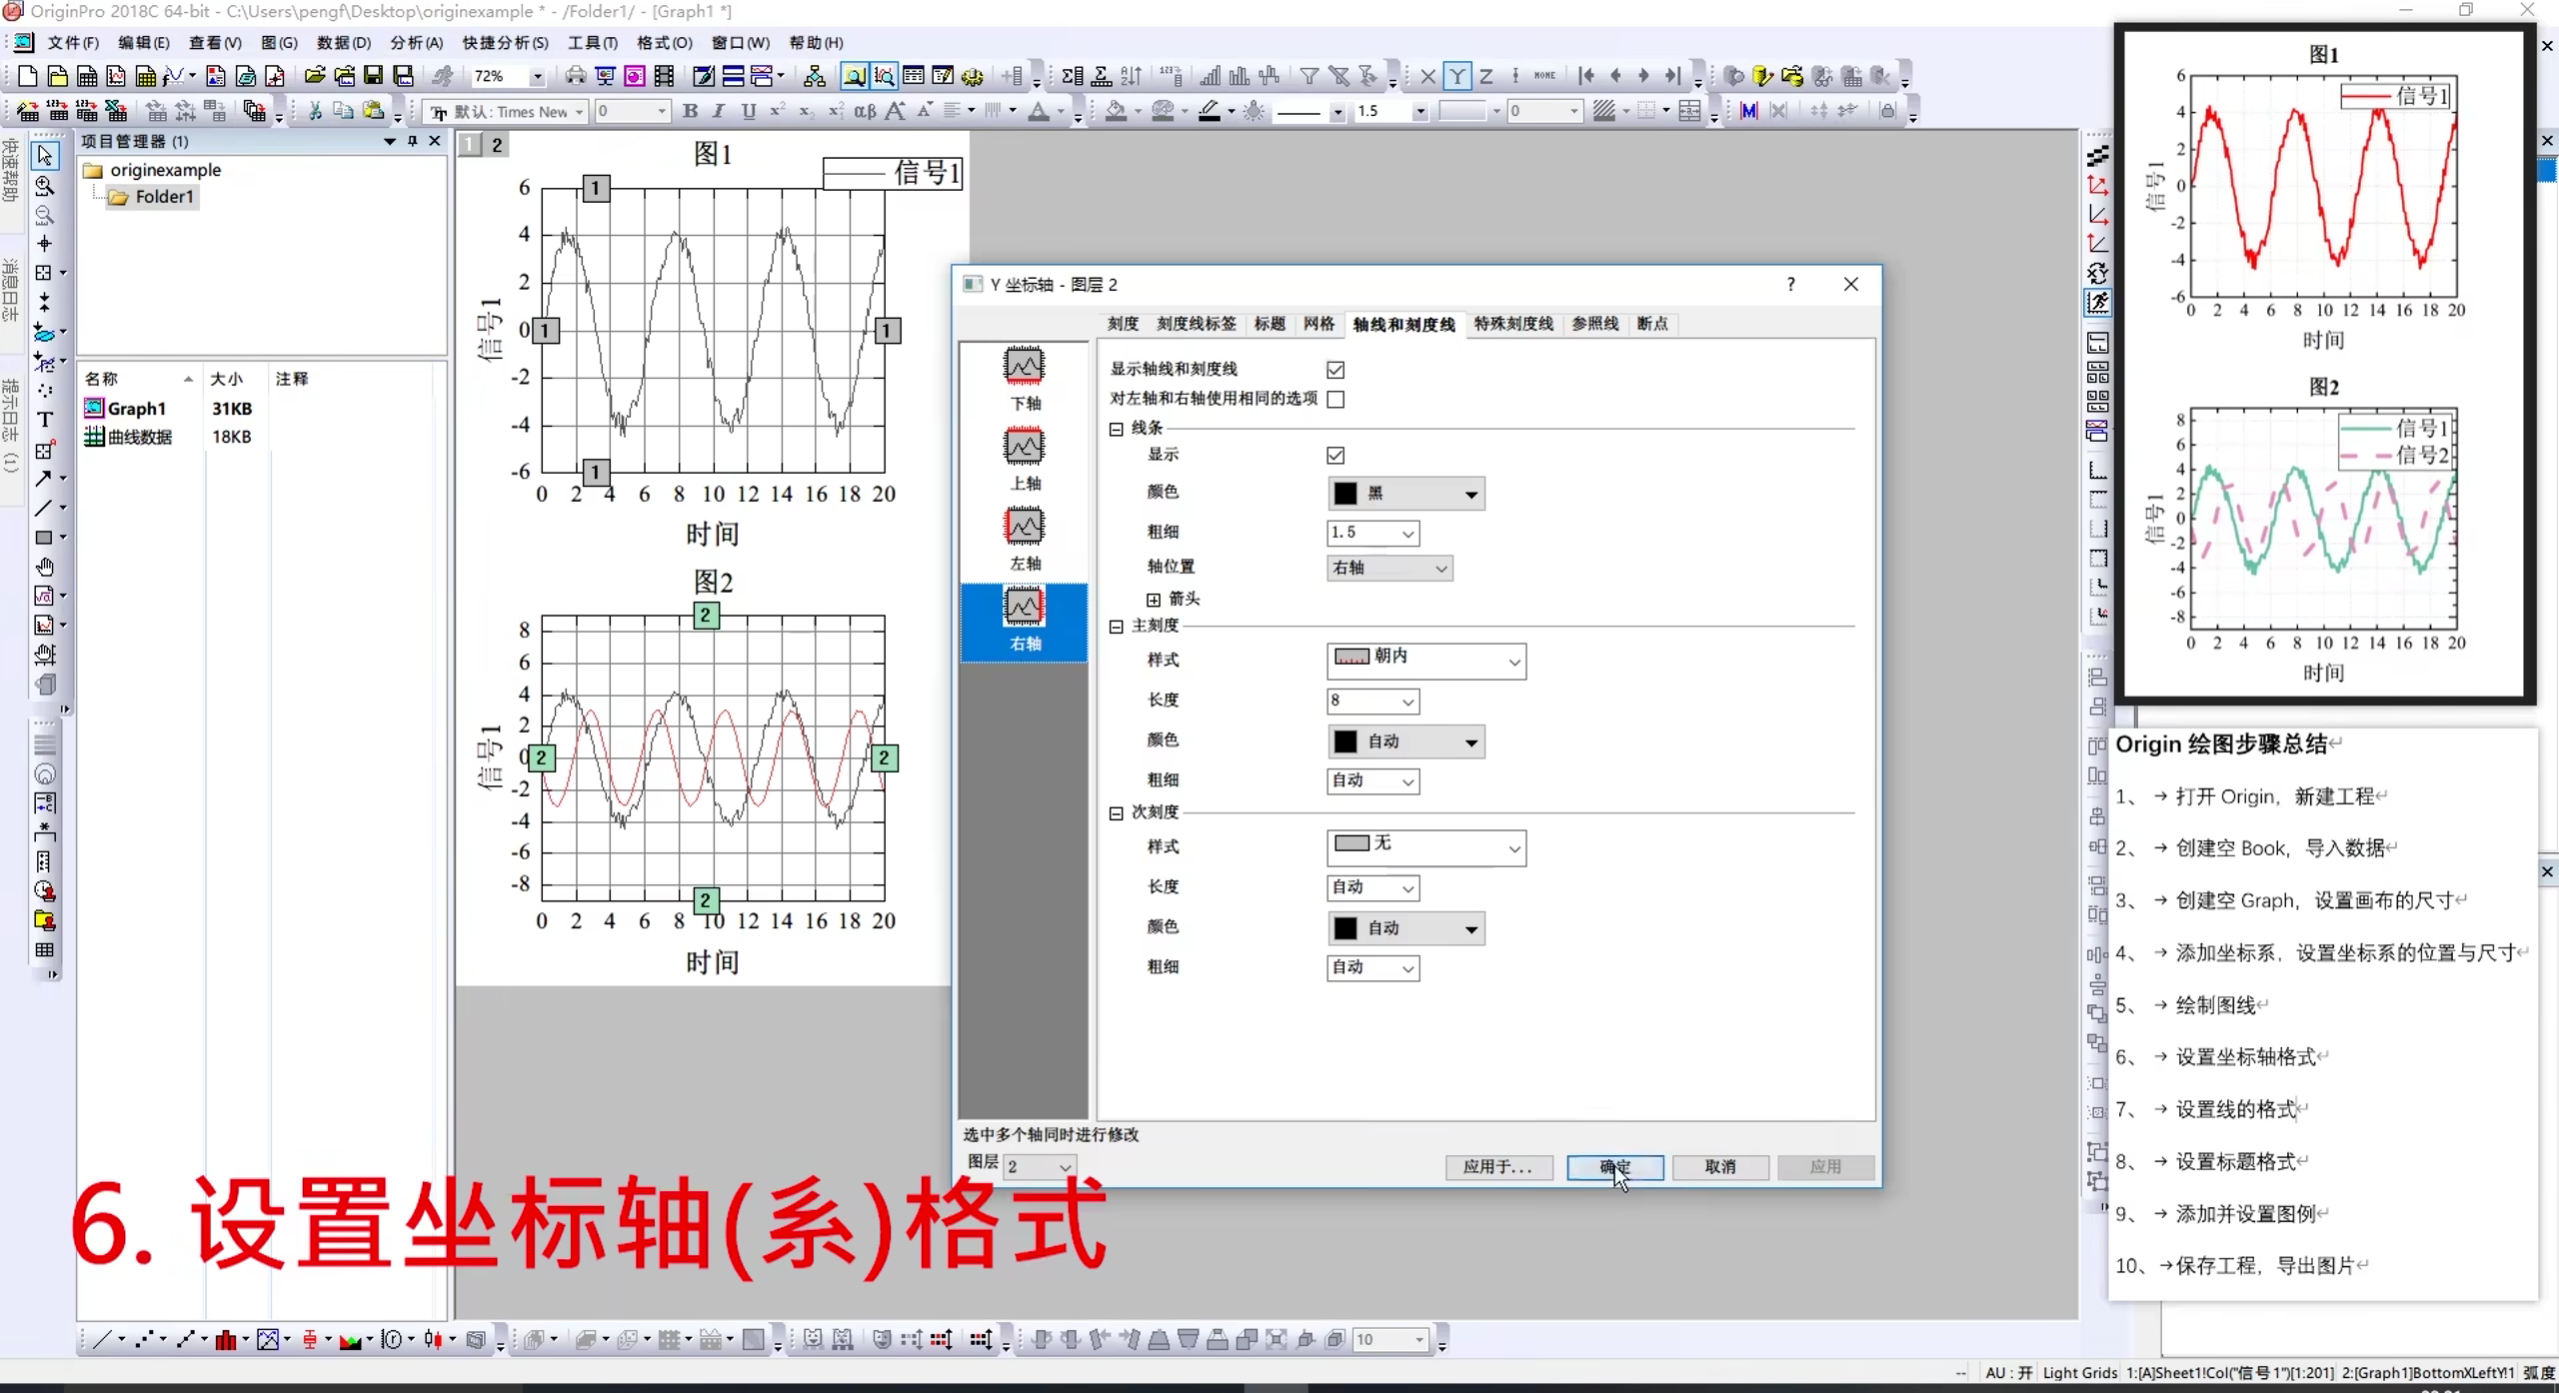 OriginPro 2018C 64-bit - C:\Users\pengf\Desktop\originexample * - /Folder1/ - [Graph1 *]
文件(F) 编辑(E) 查看(V) 图(G) 数据(D) 分析(A) 快捷分析(S) 工具(T) 格式(O) 窗口(W) 帮助(H)
72%
默认: Times New 0 B I U 1.5 0
项目管理器 (1)
originexample
Folder1
名称 大小 注释
Graph1 31KB
曲线数据 18KB
快速帮助
消息日志
提示日志 (1)
1 2
图1
信号1
6
4
2
0
-2
-4
-6
1
1
1
1
信号1
0 2 4 6 8 10 12 14 16 18 20
时间
图2
8
6
4
2
0
-2
-4
-6
-8
2
2
2
2
信号1
0 2 4 6 8 10 12 14 16 18 20
时间
Y 坐标轴 - 图层 2
刻度 刻度线标签 标题 网格 轴线和刻度线 特殊刻度线 参照线 断点
下轴
上轴
左轴
右轴
显示轴线和刻度线
对左轴和右轴使用相同的选项
线条
显示
颜色 黑
粗细 1.5
轴位置 右轴
箭头
主刻度
样式 朝内
长度 8
颜色 自动
粗细 自动
次刻度
样式 无
长度 自动
颜色 自动
粗细 自动
选中多个轴同时进行修改
图层 2
应用于... 确定 取消 应用
6. 设置坐标轴(系)格式
图1
信号1
6
4
2
0
-2
-4
-6
信号1
0 2 4 6 8 10 12 14 16 18 20
时间
图2
信号1
信号2
8
6
4
2
0
-2
-4
-6
-8
信号1
0 2 4 6 8 10 12 14 16 18 20
时间
Origin 绘图步骤总结
1、 → 打开 Origin，新建工程
2、 → 创建空 Book，导入数据
3、 → 创建空 Graph，设置画布的尺寸
4、 → 添加坐标系，设置坐标系的位置与尺寸
5、 → 绘制图线
6、 → 设置坐标轴格式
7、 → 设置线的格式
8、 → 设置标题格式
9、 → 添加并设置图例
10、→保存工程，导出图片
10
-- AU : 开 Light Grids 1:[A]Sheet1!Col("信号1")[1:201] 2:[Graph1]BottomXLeftY!1 弧度